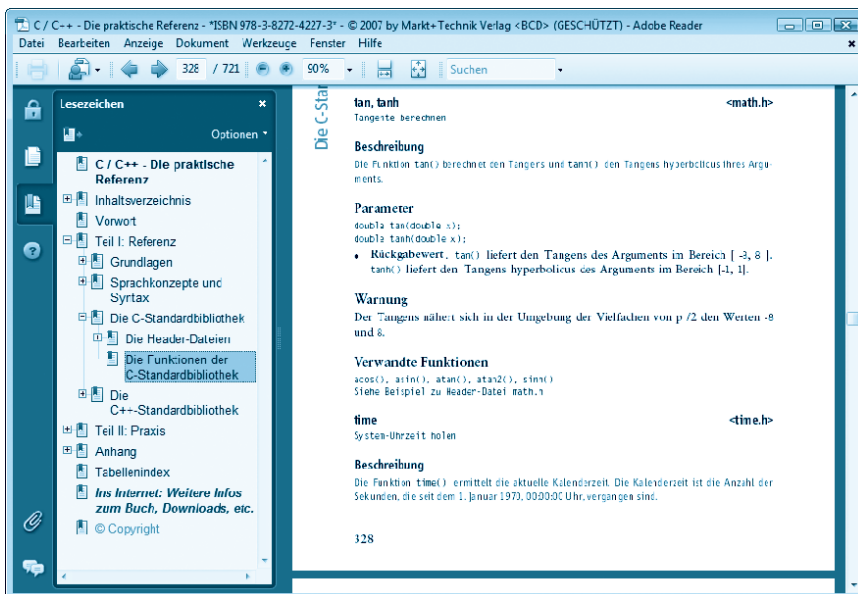 C / C++ - Die praktische Referenz - *ISBN 978-3-8272-4227-3* - © 2007 by Markt+Technik Verlag <BCD> (GESCHÜTZT) - Adobe Reader
Datei Bearbeiten Anzeige Dokument Werkzeuge Fenster Hilfe
328 / 721 90% Suchen
Lesezeichen
Optionen
C / C++ - Die praktische
Referenz
Inhaltsverzeichnis
Vorwort
Teil I: Referenz
Grundlagen
Sprachkonzepte und
Syntax
Die C-Standardbibliothek
Die Header-Dateien
Die Funktionen der
C-Standardbibliothek
Die
C++-Standardbibliothek
Teil II: Praxis
Anhang
Tabellenindex
Ins Internet: Weitere Infos
zum Buch, Downloads, etc.
© Copyright
Die C-Star
tan, tanh <math.h>
Tangente berechnen
Beschreibung
Die Funktion tan() berechnet den Tangens und tanh() den Tangens hyperbolicus ihres Argu-
ments.
Parameter
double tan(double x);
double tanh(double x);
• Rückgabewert. tan() liefert den Tangens des Arguments im Bereich [ -3, 8 ].
tanh() liefert den Tangens hyperbolicus des Arguments im Bereich [-1, 1].
Warnung
Der Tangens nähert sich in der Umgebung der Vielfachen von p /2 den Werten -8
und 8.
Verwandte Funktionen
acos(), asin(), atan(), atan2(), sinh()
Siehe Beispiel zu Header-Datei math.h
time <time.h>
System-Uhrzeit holen
Beschreibung
Die Funktion time() ermittelt die aktuelle Kalenderzeit. Die Kalenderzeit ist die Anzahl der
Sekunden, die seit dem 1. Januar 1970, 00:00:00 Uhr, vergangen sind.
328